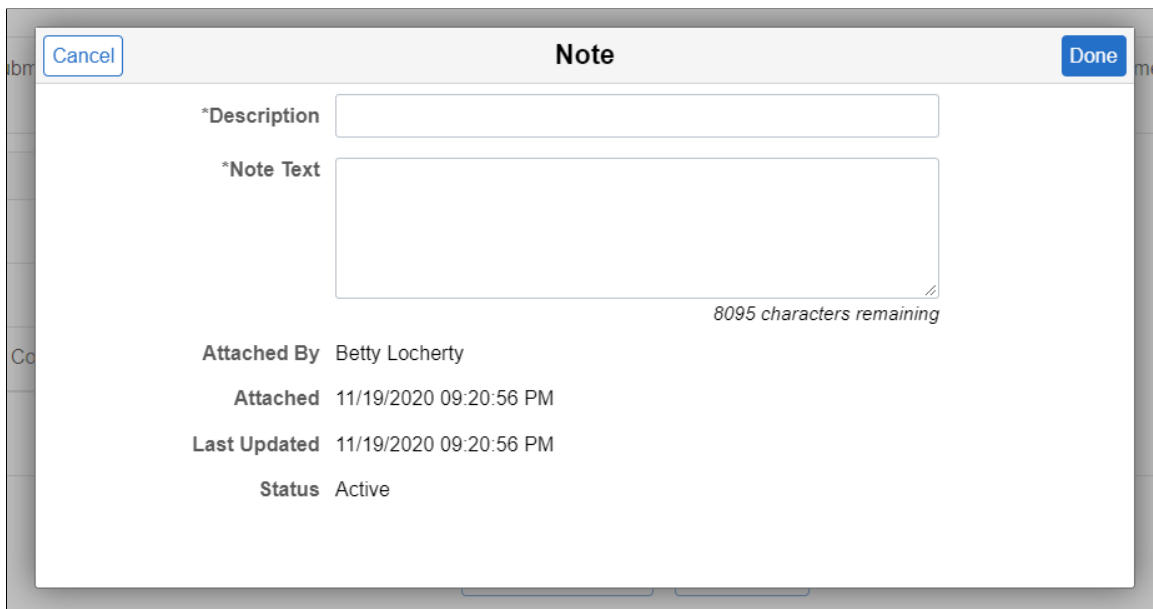 Cancel Note Done
*Description
*Note Text
8095 characters remaining
Attached By Betty Locherty
Attached 11/19/2020 09:20:56 PM
Last Updated 11/19/2020 09:20:56 PM
Status Active